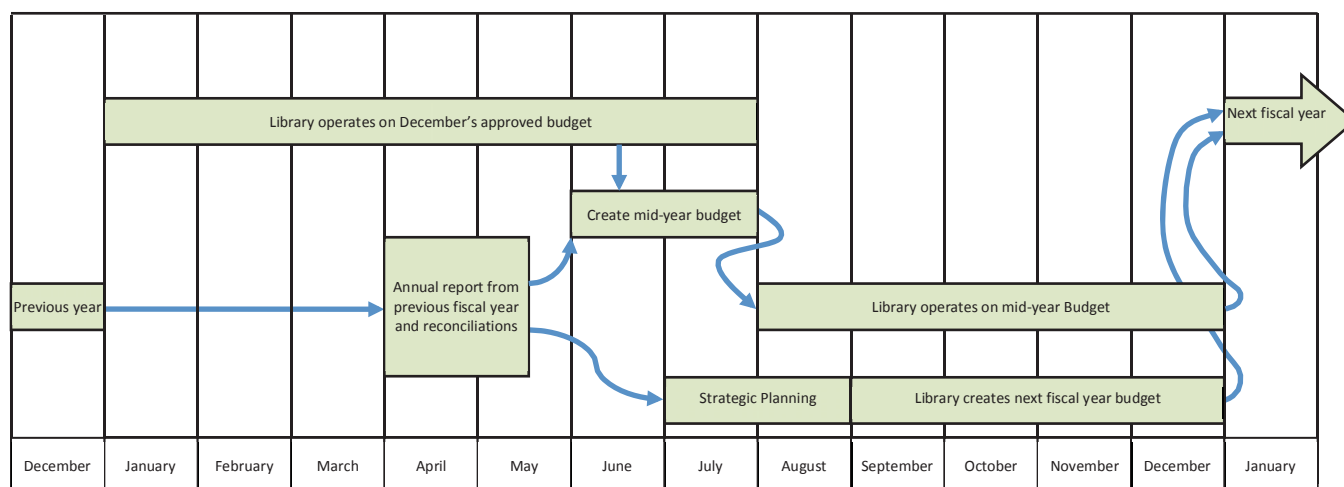 Library operates on December’s approved budget
Next fiscal year
Create mid-year budget
Annual report from
previous fiscal year
and reconciliations
Previous year
Library operates on mid-year Budget
Strategic Planning
Library creates next fiscal year budget
December
January
February
March
April
May
June
July
August
September
October
November
December
January